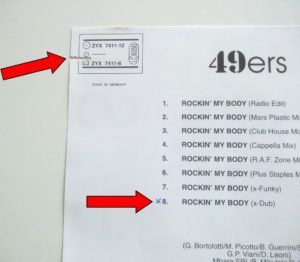 ZYX 7411-12
ZYX 7411-8
MADE IN GERMANY
49ers
1. ROCKIN' MY BODY (Radio Edit)
2. ROCKIN' MY BODY (Mars Plastic Mi
3. ROCKIN' MY BODY (Club House Mi
4. ROCKIN' MY BODY (Cappella Mix)
5. ROCKIN' MY BODY (R.A.F. Zone Mi
6. ROCKIN' MY BODY (Plus Staples M
7. ROCKIN' MY BODY (x-Funky)
×8. ROCKIN' MY BODY (x-Dub)
(G. Bortolotti/M. Picotto/B. Guerrini/S
G.P. Viani/D. Leoni)